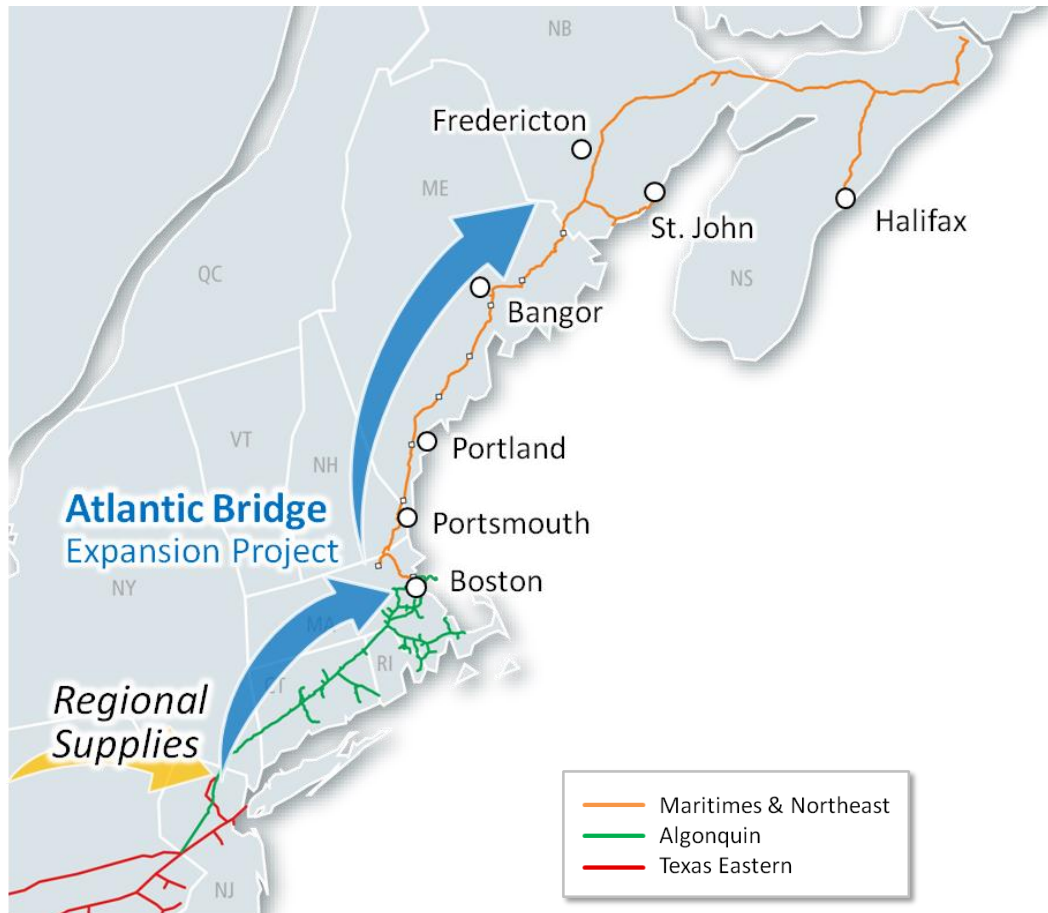 NB
Fredericton
ME
St. John
Halifax
QC
NS
Bangor
VT
Portland
NH
Atlantic Bridge
Expansion Project
Portsmouth
NY
Boston
MA
RI
CT
Regional
Supplies
Maritimes & Northeast
Algonquin
Texas Eastern
NJ